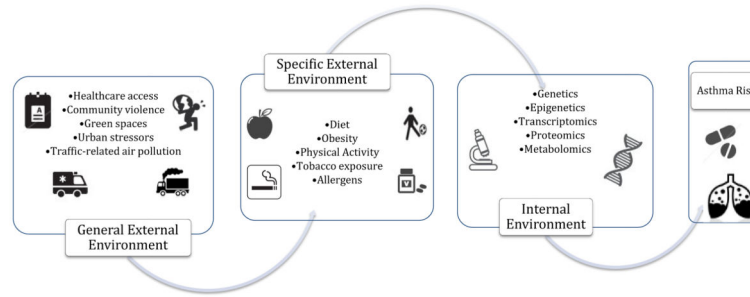 •Healthcare access
•Community violence
•Green spaces
•Urban stressors
•Traffic-related air pollution
General External
Environment
Specific External
Environment
•Diet
•Obesity
•Physical Activity
•Tobacco exposure
•Allergens
V
•Genetics
•Epigenetics
•Transcriptomics
•Proteomics
•Metabolomics
Internal
Environment
Asthma Ris